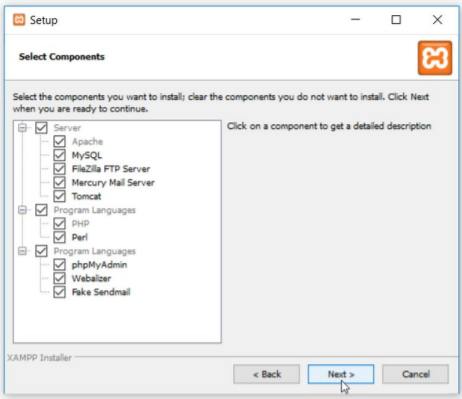 Setup
Select Components
Select the components you want to install; clear the components you do not want to install. Click Next
when you are ready to continue.
Server
Apache
MySQL
FileZilla FTP Server
Mercury Mail Server
Tomcat
Program Languages
PHP
Perl
Program Languages
phpMyAdmin
Webalizer
Fake Sendmail
Click on a component to get a detailed description
XAMPP Installer
< Back
Next >
Cancel